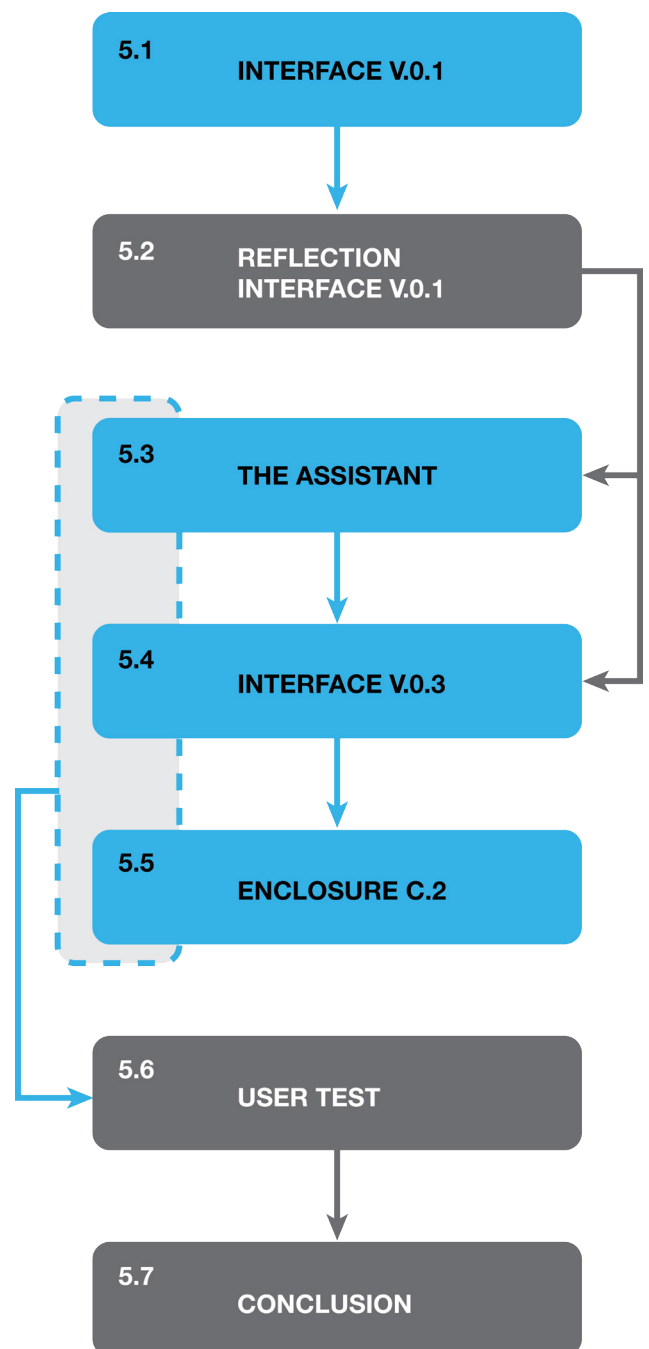 5.1
INTERFACE V.0.1
5.2
REFLECTION
INTERFACE V.0.1
5.3
THE ASSISTANT
5.4
INTERFACE V.0.3
5.5
ENCLOSURE C.2
5.6
USER TEST
5.7
CONCLUSION